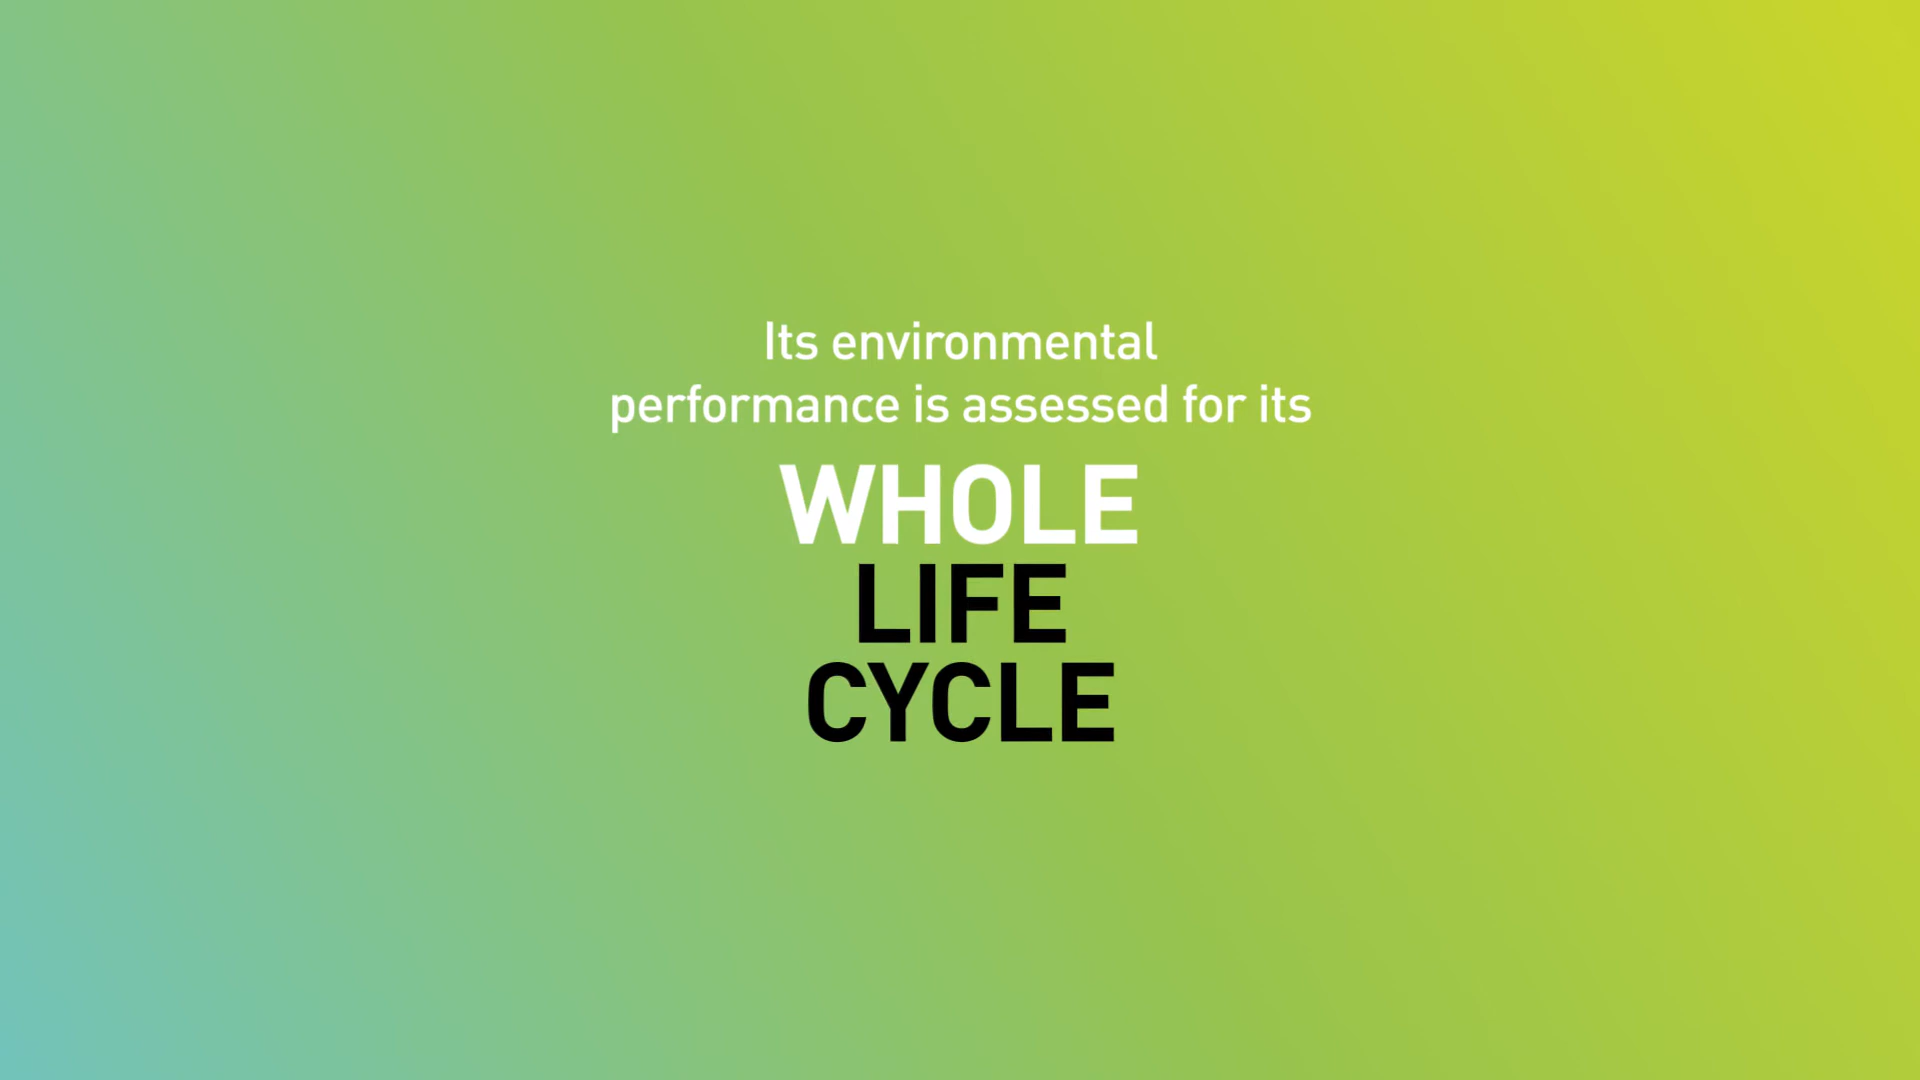 Its environmental
performance is assessed for its
WHOLE
LIFE
CYCLE